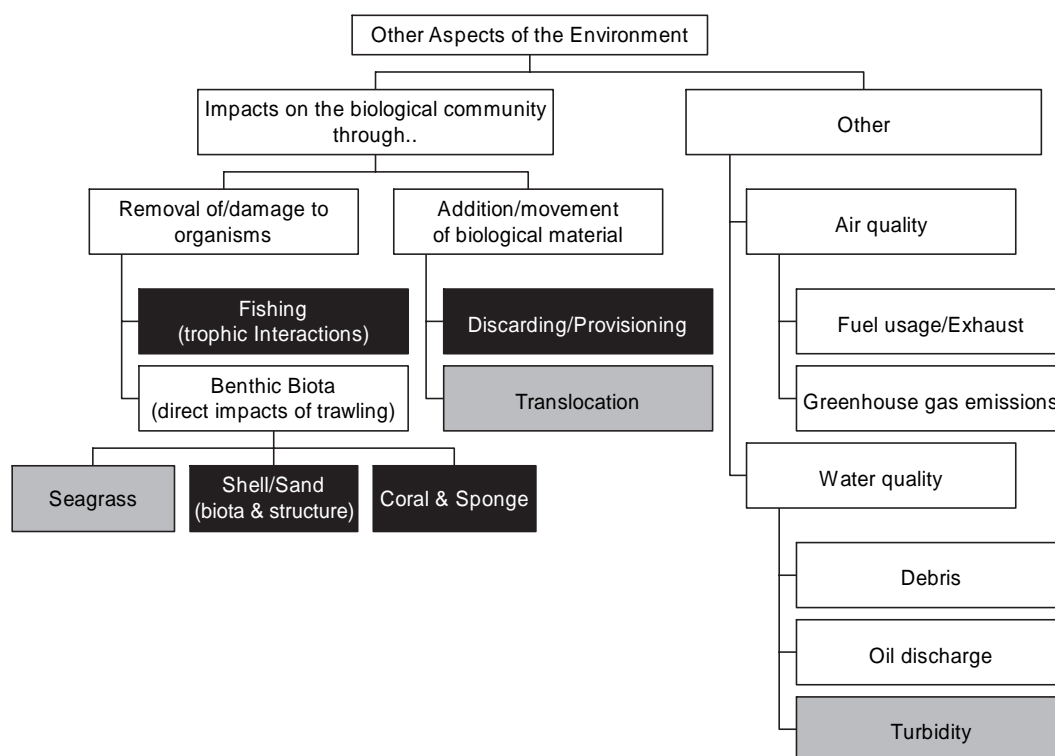 Other Aspects of the Environment
Impacts on the biological community
through..
Other
Removal of/damage to
organisms
Addition/movement
of biological material
Air quality
Fishing
(trophic Interactions)
Discarding/Provisioning
Fuel usage/Exhaust
Benthic Biota
(direct impacts of trawling)
Translocation
Greenhouse gas emissions
Seagrass
Shell/Sand
(biota & structure)
Coral & Sponge
Water quality
Debris
Oil discharge
Turbidity